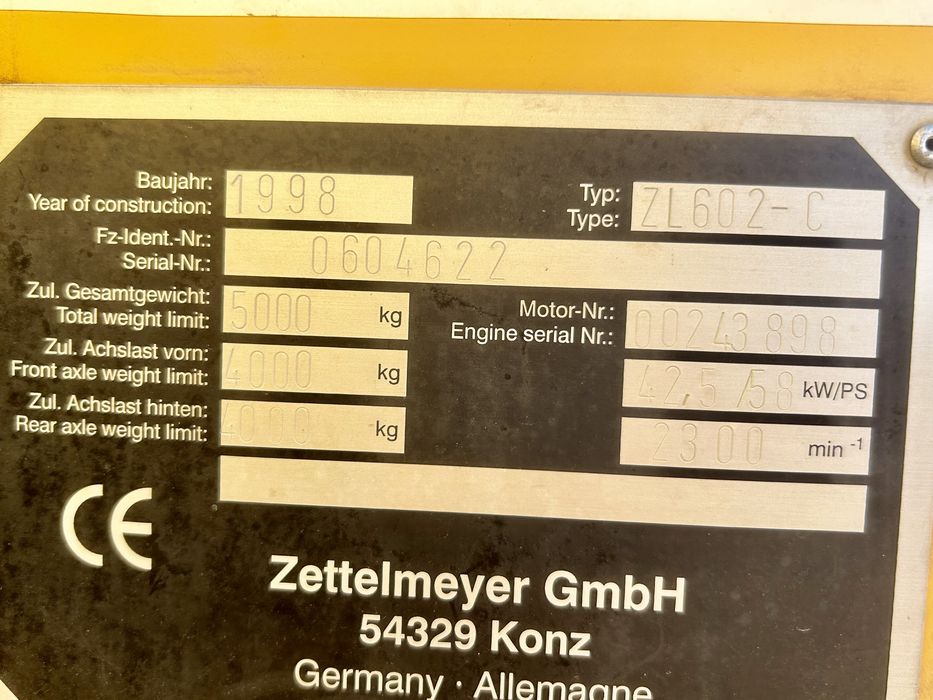 Baujahr:
Year of construction: 1998
Typ:
Type: ZL602-C
Fz-Ident.-Nr.:
Serial-Nr.: 0604622
Zul. Gesamtgewicht:
Total weight limit: 5000 kg
Motor-Nr.:
Engine serial Nr.: 00243898
Zul. Achslast vorn:
Front axle weight limit: 4000 kg
42,5/58 kW/PS
Zul. Achslast hinten:
Rear axle weight limit: 4000 kg
2300 min-1
CE
Zettelmeyer GmbH
54329 Konz
Germany · Allemagne